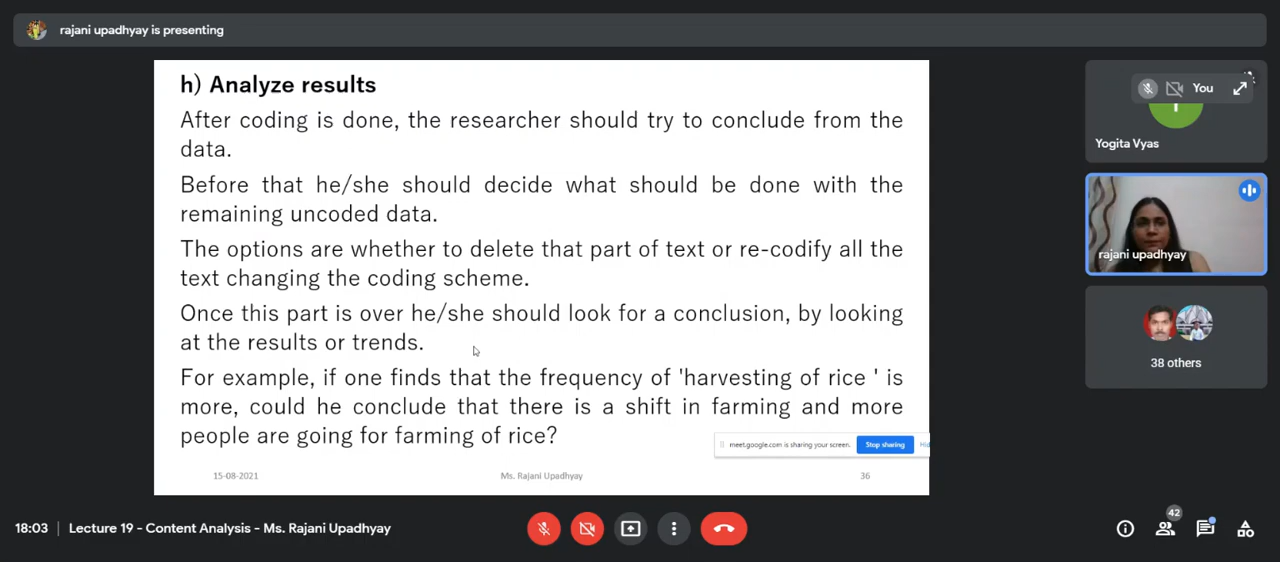 rajani upadhyay is presenting
h) Analyze results
After coding is done, the researcher should try to conclude from the
data.
Before that he/she should decide what should be done with the
remaining uncoded data.
The options are whether to delete that part of text or re-codify all the
text changing the coding scheme.
Once this part is over he/she should look for a conclusion, by looking
at the results or trends.
For example, if one finds that the frequency of 'harvesting of rice ' is
more, could he conclude that there is a shift in farming and more
people are going for farming of rice?
meet.google.com is sharing your screen.
Stop sharing
Hid
15-08-2021
Ms. Rajani Upadhyay
36
You
Yogita Vyas
rajani upadhyay
38 others
18:03
Lecture 19 - Content Analysis - Ms. Rajani Upadhyay
42